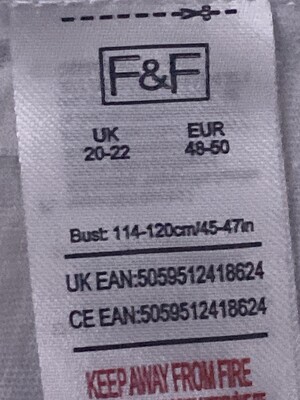 F&F
UK EUR
20-22 48-50
Bust: 114-120cm/45-47in
UK EAN:5059512418624
CE EAN:5059512418624
KEEP AWAY FROM FIRE